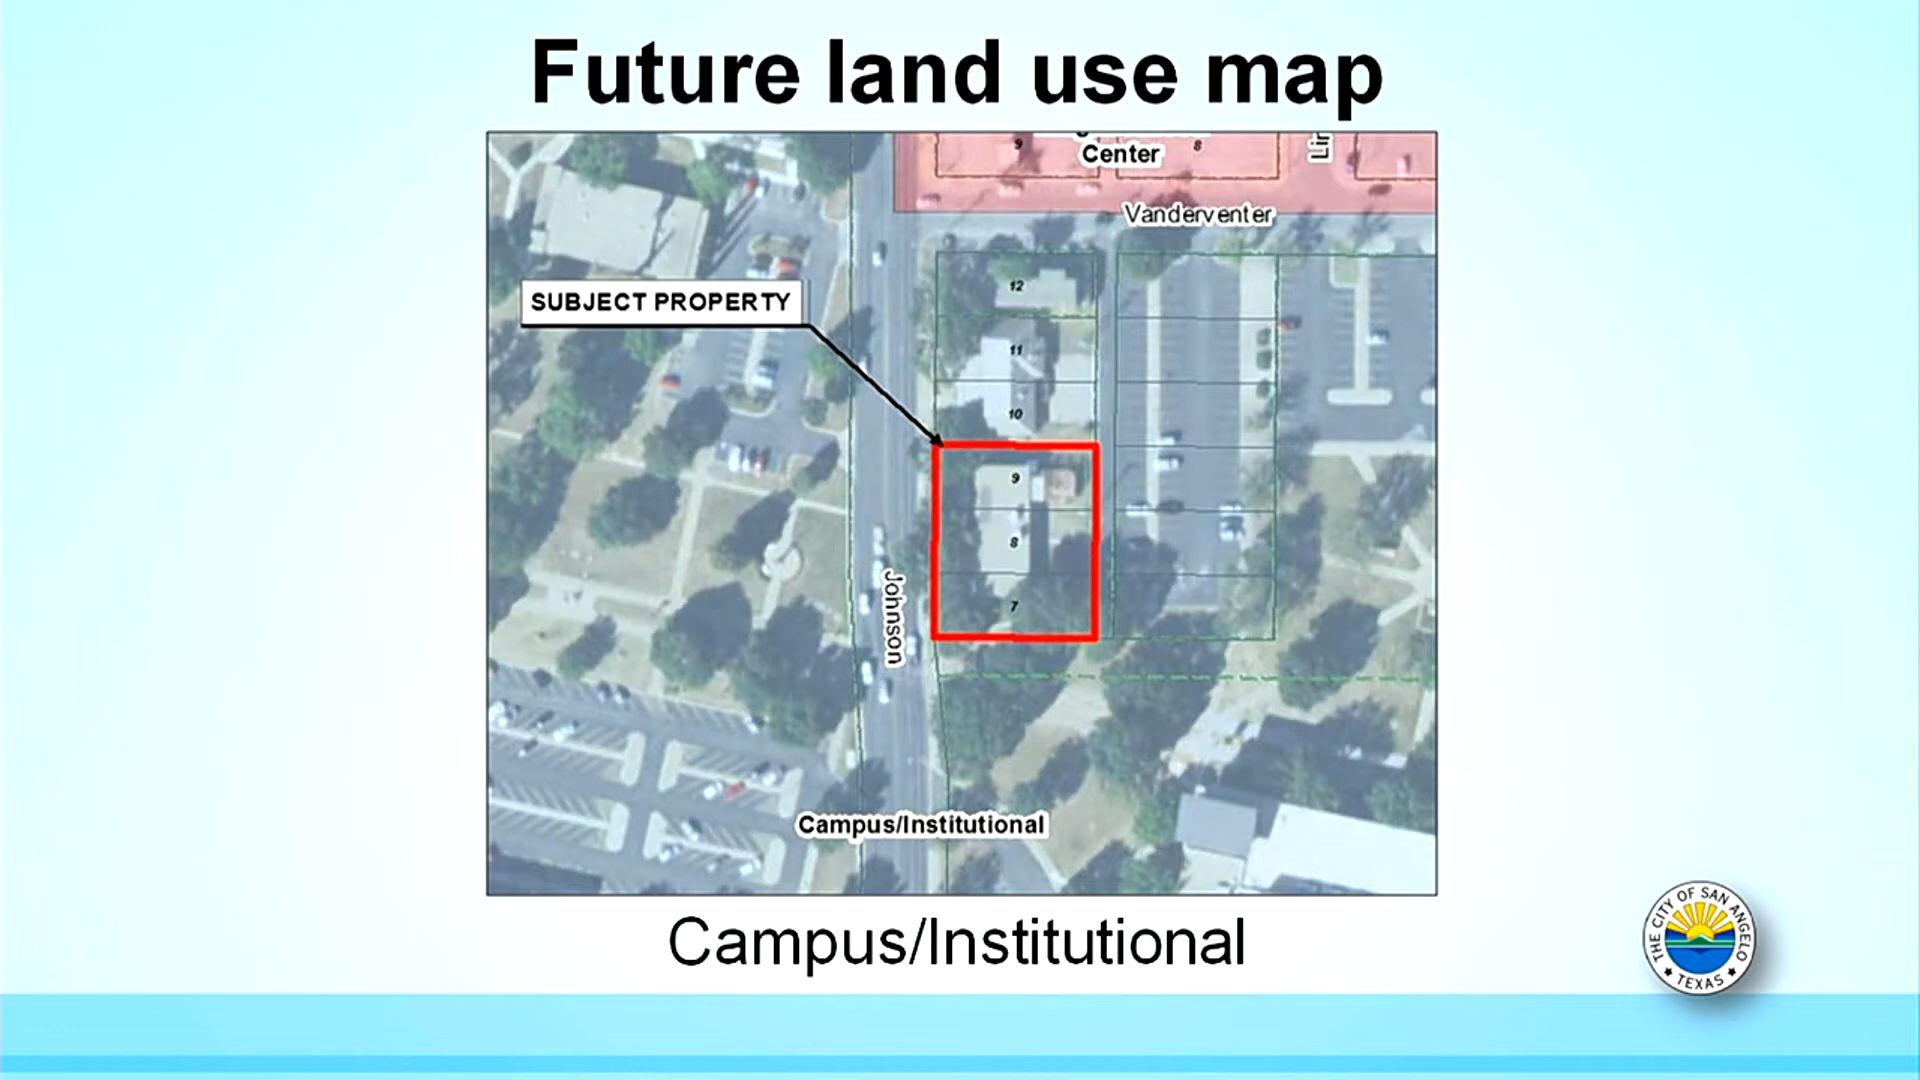 Future land use map
9
Center
8
Vanderventer
12
SUBJECT PROPERTY
11
10
9
8
Johnson
7
Campus/Institutional
Campus/Institutional
THE CITY OF SAN ANGELO
TEXAS